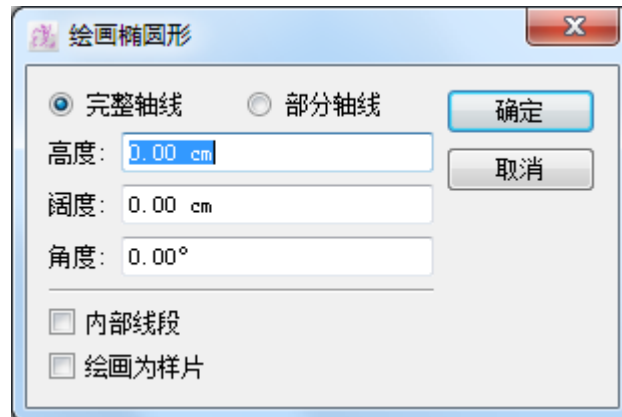 绘画椭圆形
完整轴线 部分轴线 确定
高度: 0.00 cm 取消
阔度: 0.00 cm
角度: 0.00°
内部线段
绘画为样片